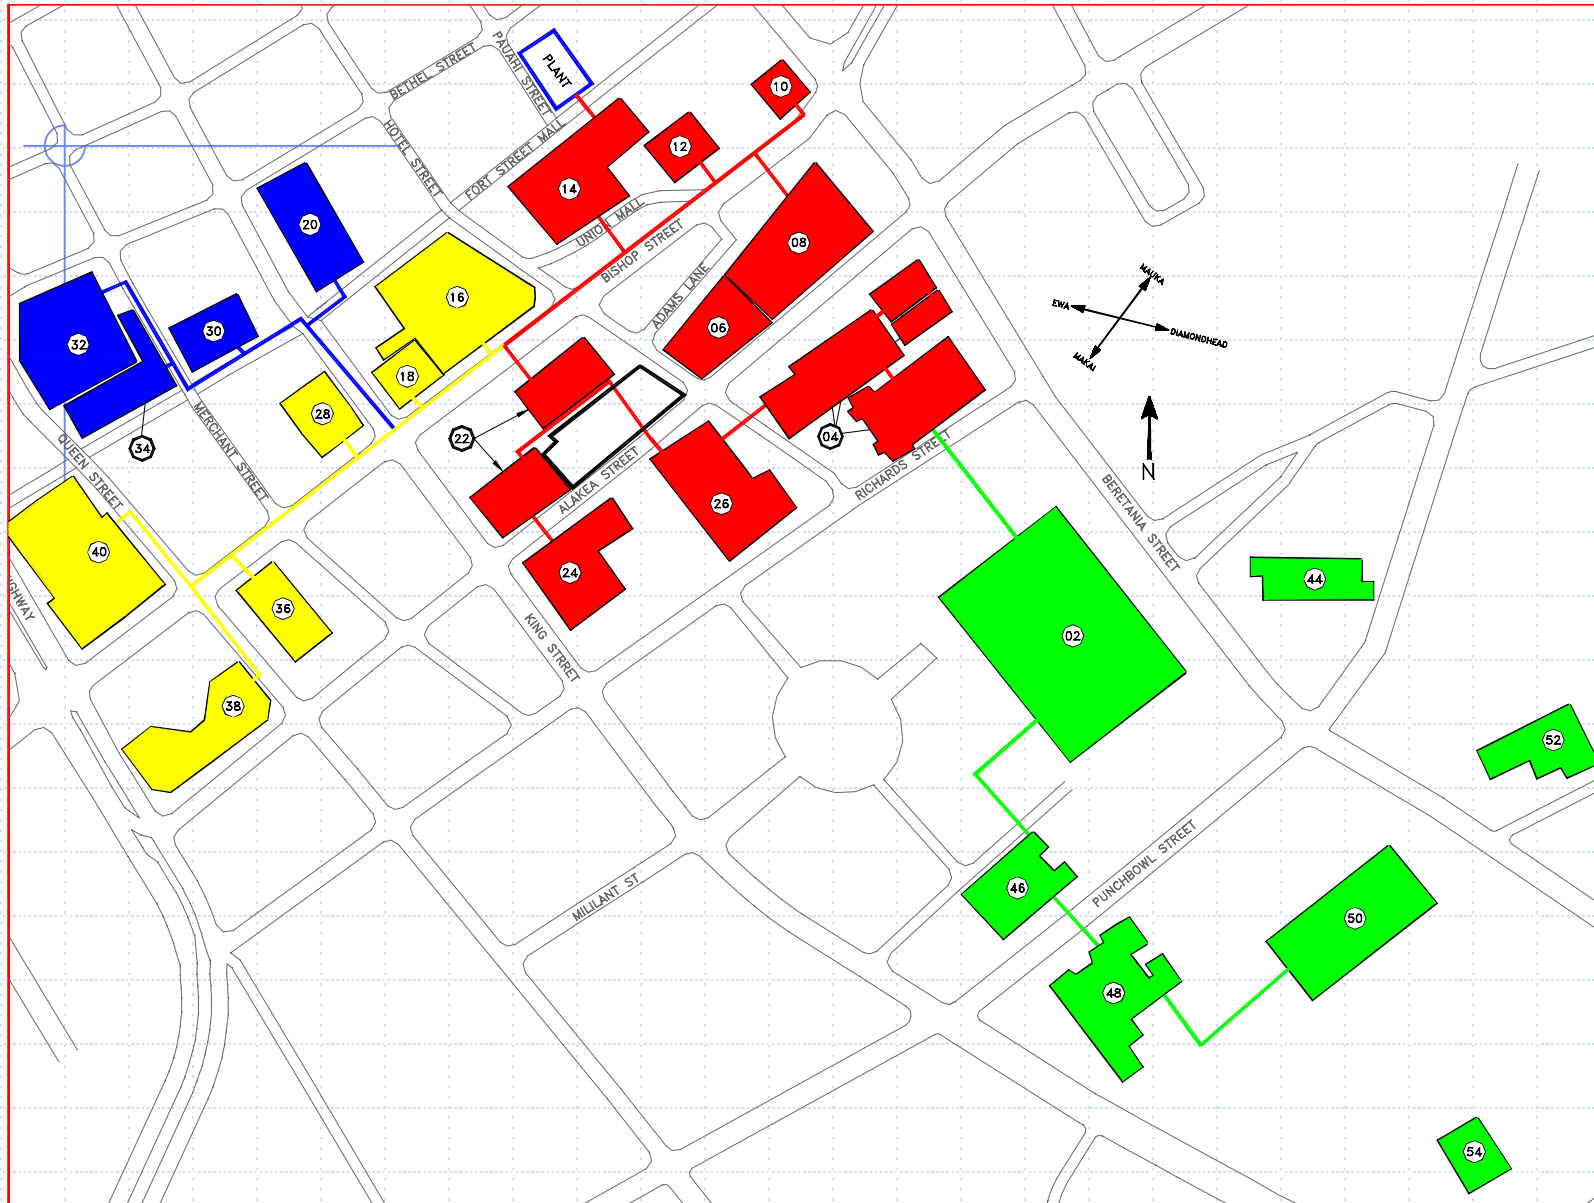 PAUAHI STREET
BETHEL STREET
PLANT
10
HOTEL STREET
FORT STREET MALL
12
14
20
UNION MALL
BISHOP STREET
08
MAUKA
EWA
DIAMONDHEAD
MAKAI
ADAMS LANE
16
06
30
32
18
28
MERCHANT STREET
22
04
34
QUEEN STREET
ALAKEA STREET
RICHARDS STREET
N
26
BERETANIA STREET
40
24
44
IGHWAY
36
KING STRRET
02
38
52
PUNCHBOWL STREET
MILILANT ST
46
50
48
54